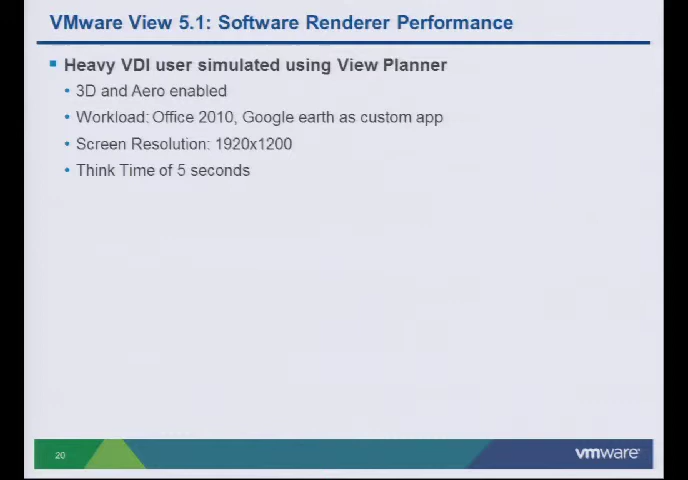 VMware View 5.1: Software Renderer Performance
Heavy VDI user simulated using View Planner
3D and Aero enabled
Workload: Office 2010, Google earth as custom app
Screen Resolution: 1920x1200
Think Time of 5 seconds
20
vmware